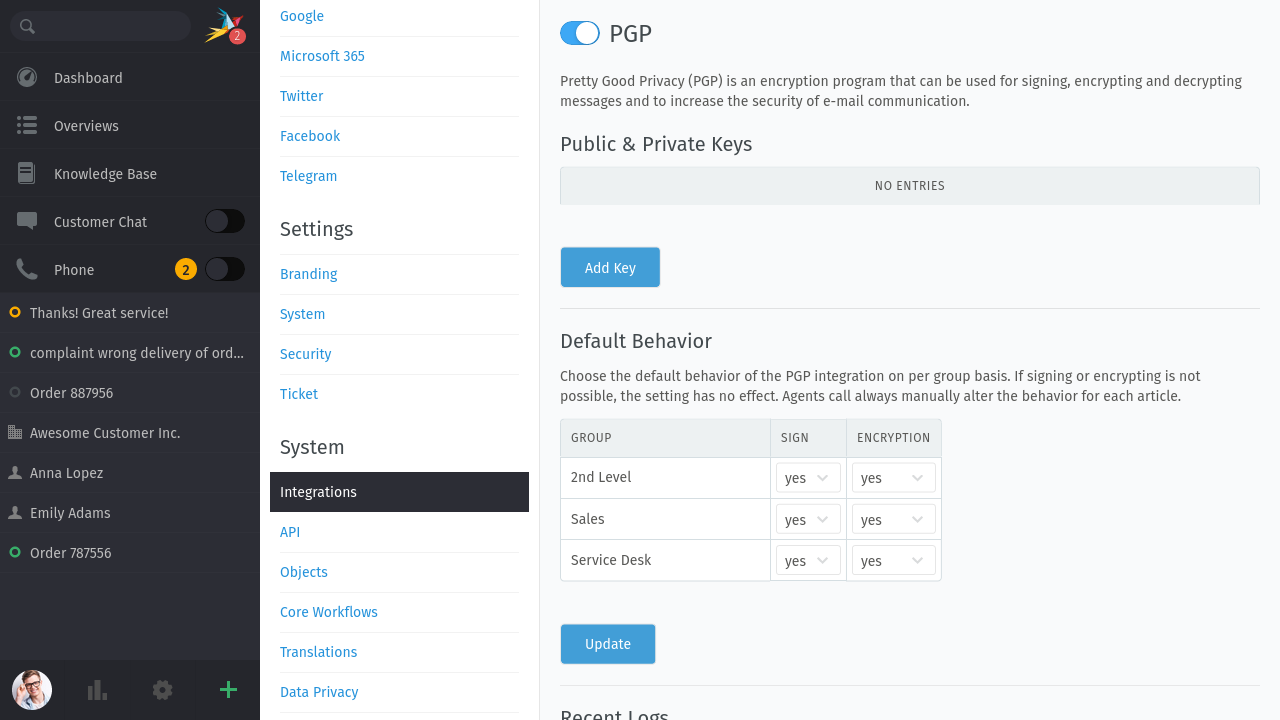 2
Dashboard
Overviews
Knowledge Base
Customer Chat
Phone
2
Thanks! Great service!
complaint wrong delivery of ord...
Order 887956
Awesome Customer Inc.
Anna Lopez
Emily Adams
Order 787556
Google
Microsoft 365
Twitter
Facebook
Telegram
Settings
Branding
System
Security
Ticket
System
Integrations
API
Objects
Core Workflows
Translations
Data Privacy
PGP
Pretty Good Privacy (PGP) is an encryption program that can be used for signing, encrypting and decrypting
messages and to increase the security of e-mail communication.
Public & Private Keys
NO ENTRIES
Add Key
Default Behavior
Choose the default behavior of the PGP integration on per group basis. If signing or encrypting is not
possible, the setting has no effect. Agents call always manually alter the behavior for each article.
GROUP SIGN ENCRYPTION
2nd Level yes yes
Sales yes yes
Service Desk yes yes
Update
Recent Logs